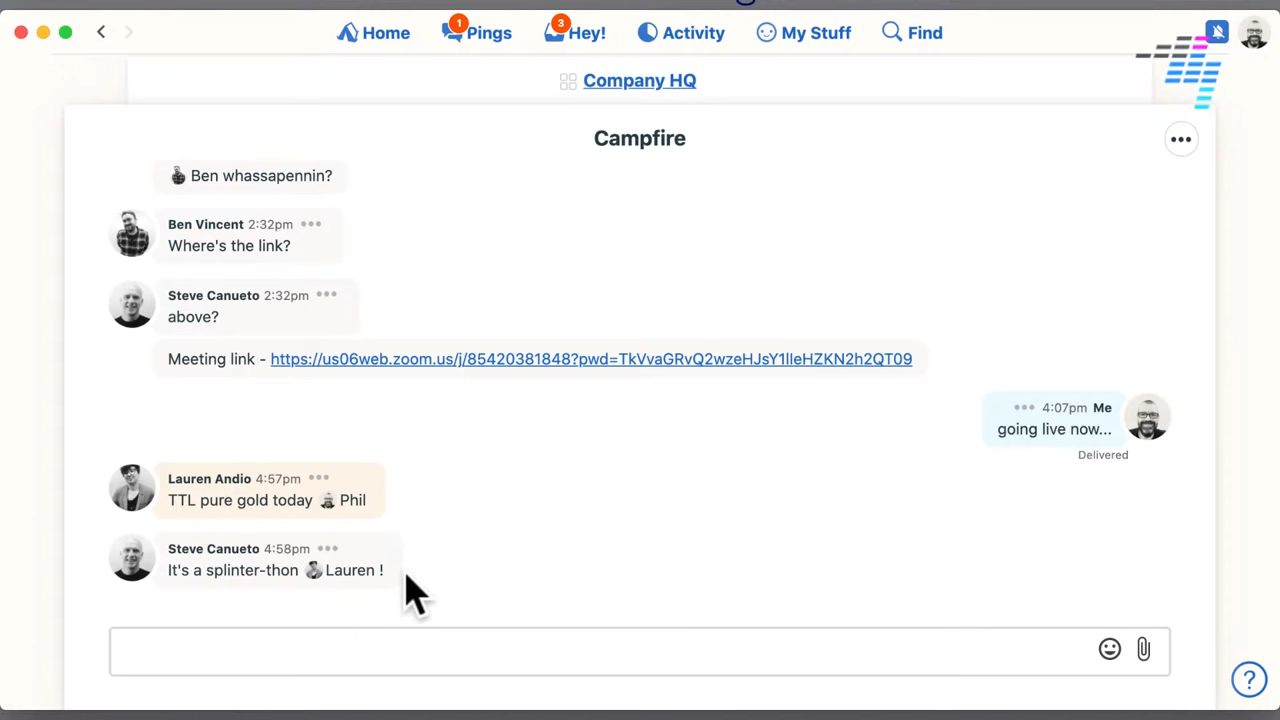 1
3
Home
Pings
Hey!
Activity
My Stuff
Find
Company HQ
Campfire
Ben whassapennin?
Ben Vincent 2:32pm
Where's the link?
Steve Canueto 2:32pm
above?
Meeting link - https://us06web.zoom.us/j/85420381848?pwd=TkVvaGRvQ2wzeHJsY1lleHZKN2h2QT09
4:07pm Me
going live now...
Delivered
Lauren Andio 4:57pm
TTL pure gold today Phil
Steve Canueto 4:58pm
It's a splinter-thon Lauren !
?